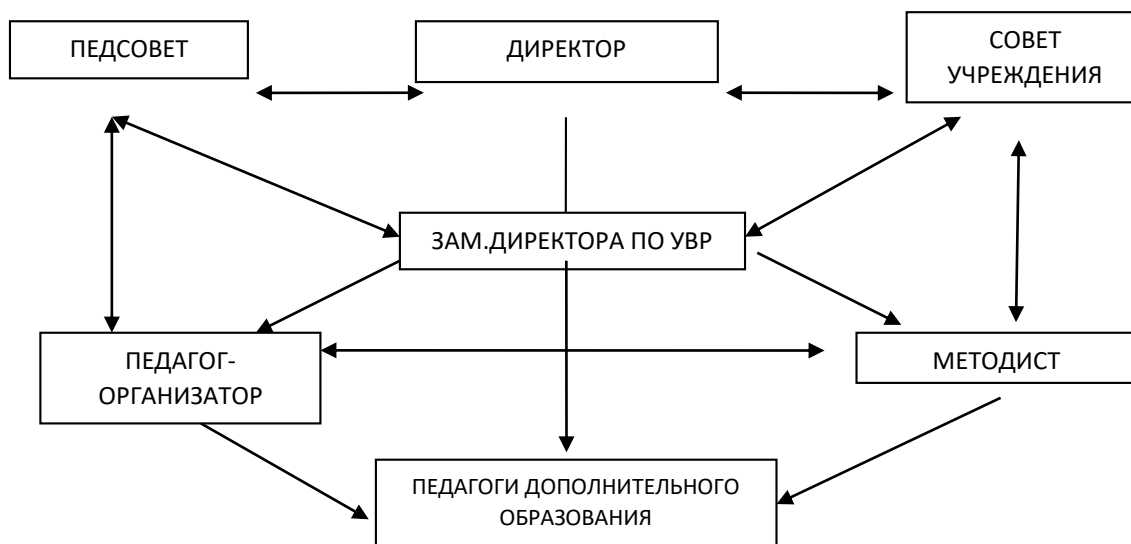 ПЕДСОВЕТ
ДИРЕКТОР
СОВЕТ
УЧРЕЖДЕНИЯ
ЗАМ.ДИРЕКТОРА ПО УВР
ПЕДАГОГ-
ОРГАНИЗАТОР
МЕТОДИСТ
ПЕДАГОГИ ДОПОЛНИТЕЛЬНОГО
ОБРАЗОВАНИЯ